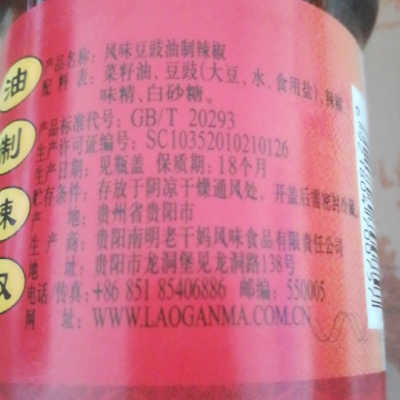 油制辣椒
产品名称：风味豆豉油制辣椒
配料表：菜籽油、豆豉(大豆、水、食用盐)、辣椒、
味精、白砂糖。
产品标准代号：GB/T 20293
生产许可证编号：SC10352010210126
生产日期：见瓶盖 保质期：18个月
贮存条件：存放于阴凉干燥通风处，开盖后需密封冷藏。
产地：贵州省贵阳市
生产商：贵阳南明老干妈风味食品有限责任公司
地址：贵阳市龙洞堡见龙洞路138号
电话/传真：+86 851 85406886 邮编：550005
网址：WWW.LAOGANMA.COM.CN